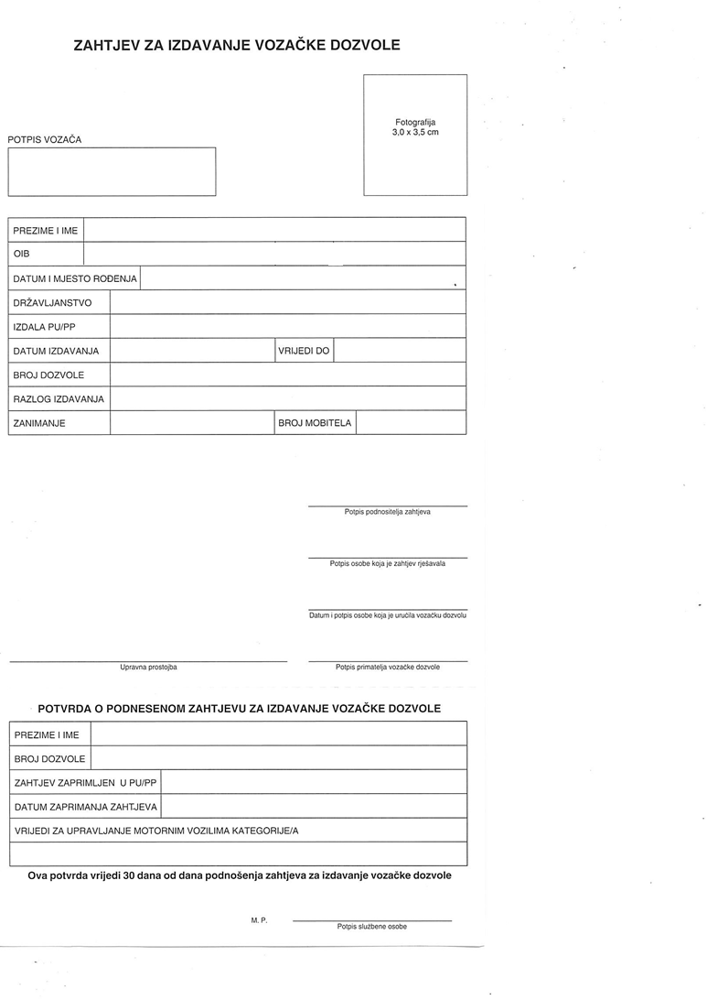 ZAHTJEV ZA IZDAVANJE VOZAČKE DOZVOLE
Fotografija
3,0 x 3,5 cm
POTPIS VOZAČA
PREZIME I IME
OIB
DATUM I MJESTO ROĐENJA
DRŽAVLJANSTVO
IZDALA PU/PP
DATUM IZDAVANJA VRIJEDI DO
BROJ DOZVOLE
RAZLOG IZDAVANJA
ZANIMANJE BROJ MOBITELA
Potpis podnositelja zahtjeva
Potpis osobe koja je zahtjev rješavala
Datum i potpis osobe koja je uručila vozačku dozvolu
Upravna prostojba Potpis primatelja vozačke dozvole
POTVRDA O PODNESENOM ZAHTJEVU ZA IZDAVANJE VOZAČKE DOZVOLE
PREZIME I IME
BROJ DOZVOLE
ZAHTJEV ZAPRIMLJEN U PU/PP
DATUM ZAPRIMANJA ZAHTJEVA
VRIJEDI ZA UPRAVLJANJE MOTORNIM VOZILIMA KATEGORIJE/A
Ova potvrda vrijedi 30 dana od dana podnošenja zahtjeva za izdavanje vozačke dozvole
M. P.
Potpis službene osobe